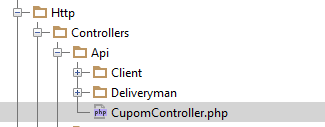 Http
Controllers
Api
Client
Deliveryman
php CupomController.php